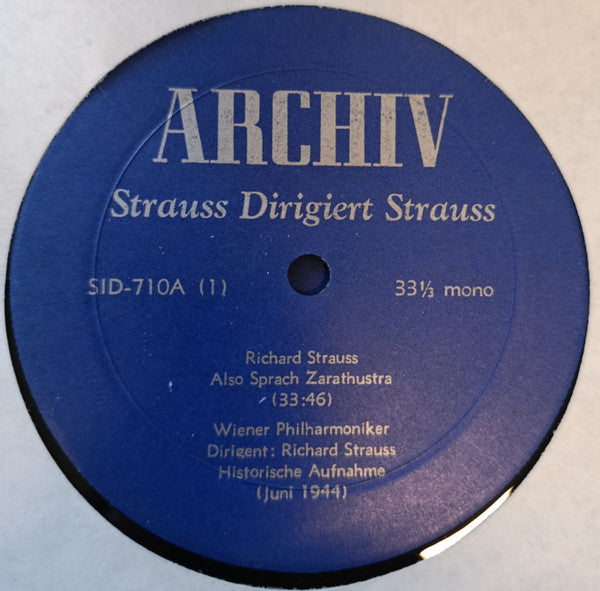 ARCHIV
Strauss Dirigiert Strauss
SID-710A (1) 33⅓ mono
Richard Strauss
Also Sprach Zarathustra
(33:46)
Wiener Philharmoniker
Dirigent: Richard Strauss
Historische Aufnahme
(Juni 1944)